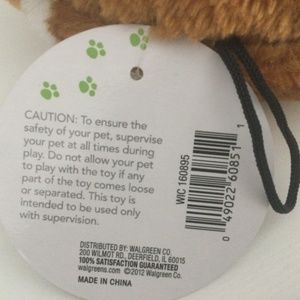 CAUTION: To ensure the
safety of your pet, supervise
your pet at all times during
play. Do not allow your pet
to play with the toy if any
part of the toy comes loose
or separated. This toy is
intended to be used only
with supervision.
WIC 160895
0 49022 60851 1
DISTRIBUTED BY: WALGREEN CO.
200 WILMOT RD., DEERFIELD, IL 60015
100% SATISFACTION GUARANTEED
walgreens.com ©2012 Walgreen Co.
MADE IN CHINA